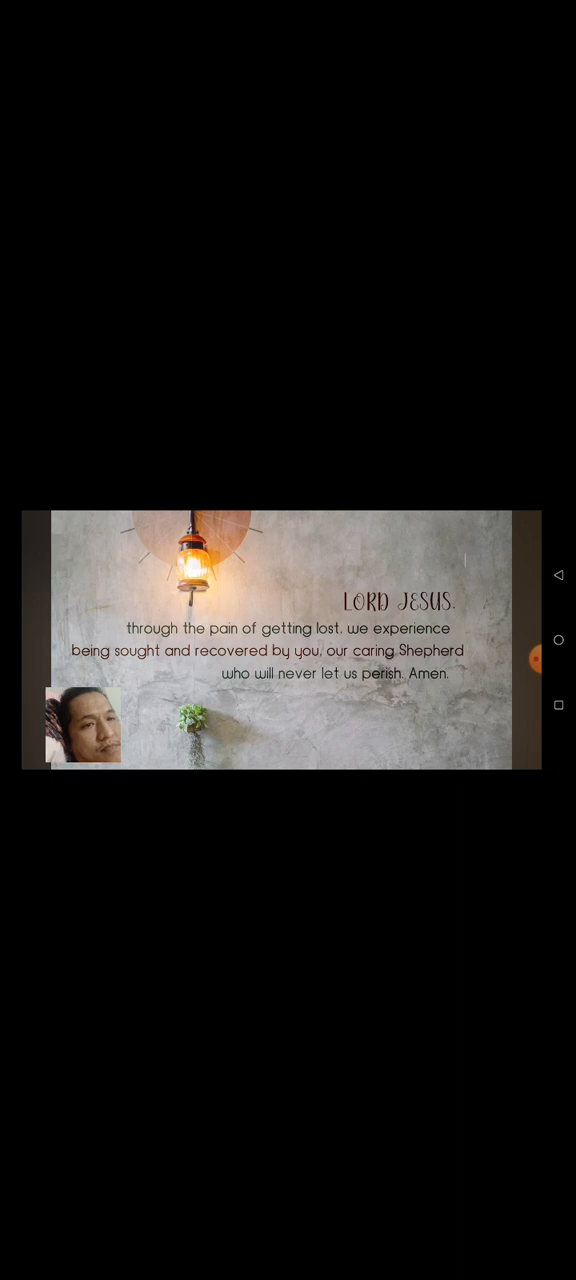 LORD JESUS,
through the pain of getting lost, we experience
being sought and recovered by you, our caring Shepherd
who will never let us perish. Amen.